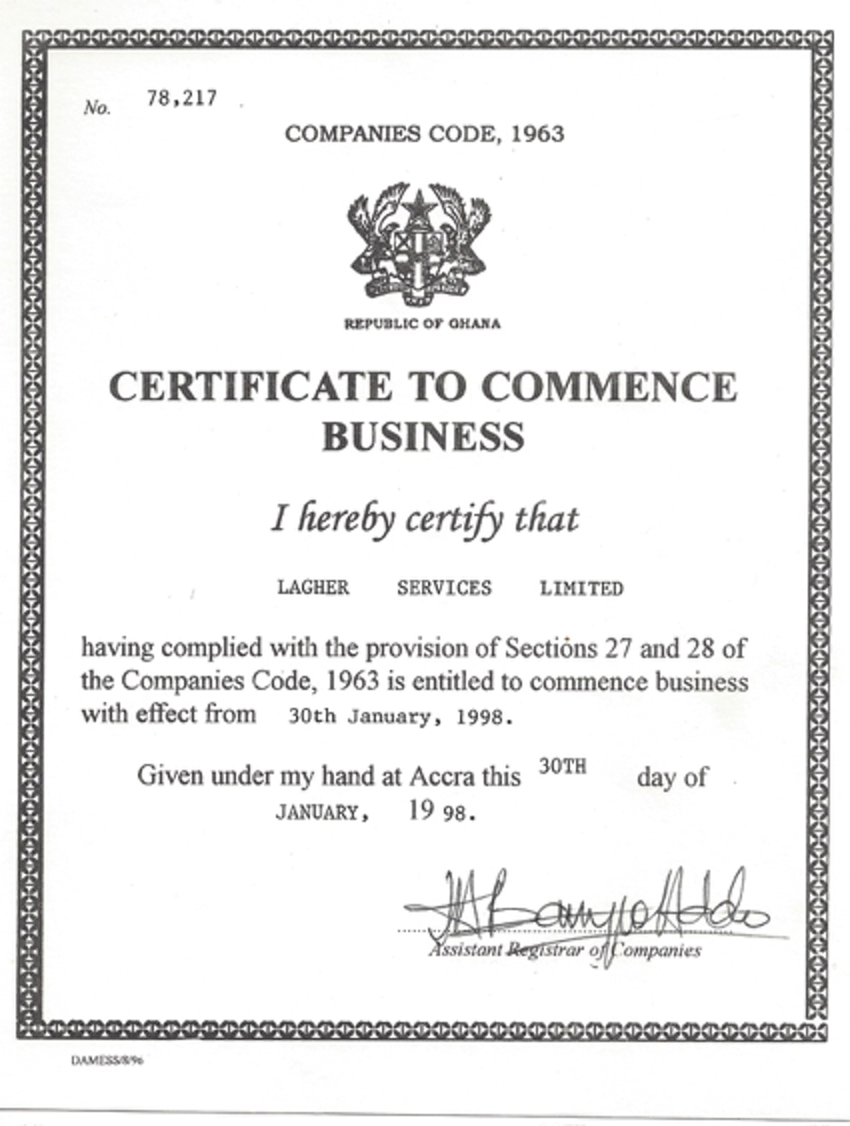 No. 78,217
COMPANIES CODE, 1963
REPUBLIC OF GHANA
CERTIFICATE TO COMMENCE
BUSINESS
I hereby certify that
LAGHER SERVICES LIMITED
having complied with the provision of Sections 27 and 28 of
the Companies Code, 1963 is entitled to commence business
with effect from 30th January, 1998.
Given under my hand at Accra this 30TH day of
JANUARY, 19 98.
Assistant Registrar of Companies
DAMESS/8/96